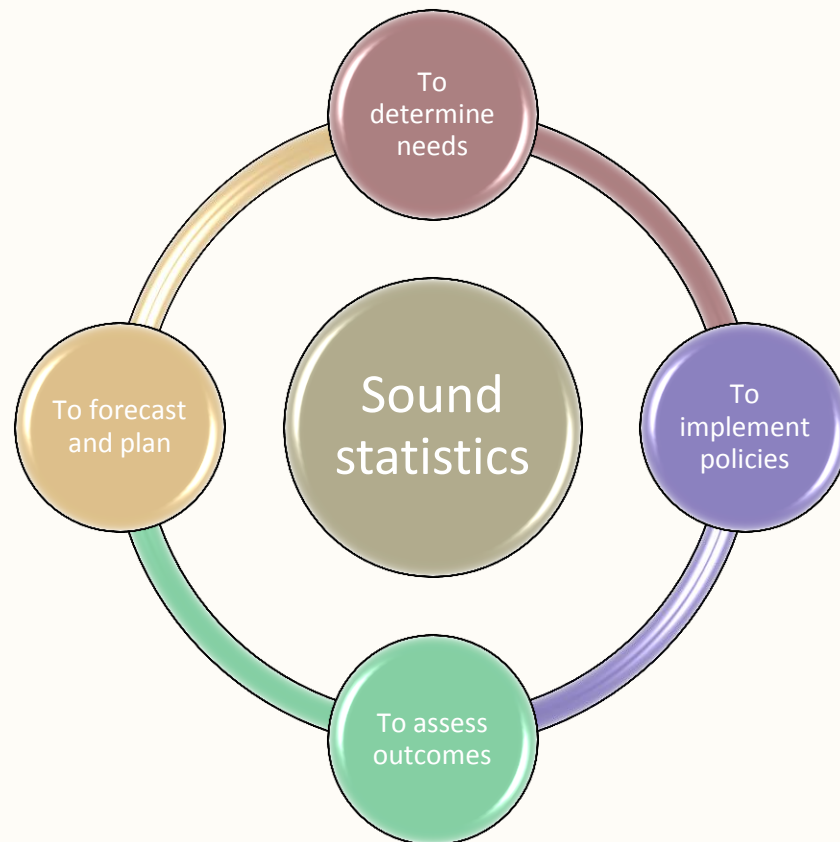 To
determine
needs
To forecast
and plan
Sound
statistics
To
implement
policies
To assess
outcomes